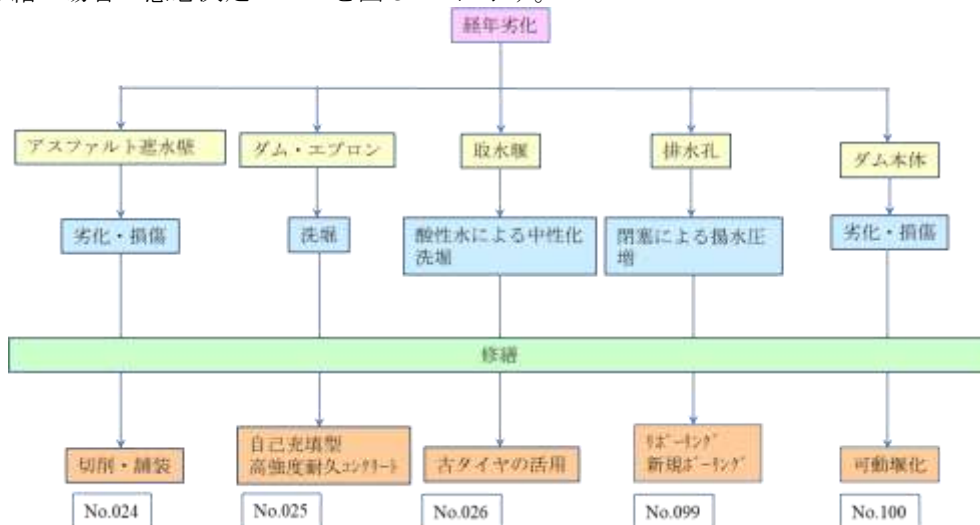 経年劣化
アスファルト遮水壁
ダム・エプロン
取水堰
排水孔
ダム本体
劣化・損傷
洗堀
酸性水による中性化
洗堀
閉塞による揚水圧
増
劣化・損傷
修繕
切削・舗装
自己充填型
高強度耐久ｺﾝｸﾘｰﾄ
古タイヤの活用
ﾘﾎﾞｰﾘﾝｸﾞ
新規ﾎﾞｰﾘﾝｸﾞ
可動堰化
No.024
No.025
No.026
No.099
No.100